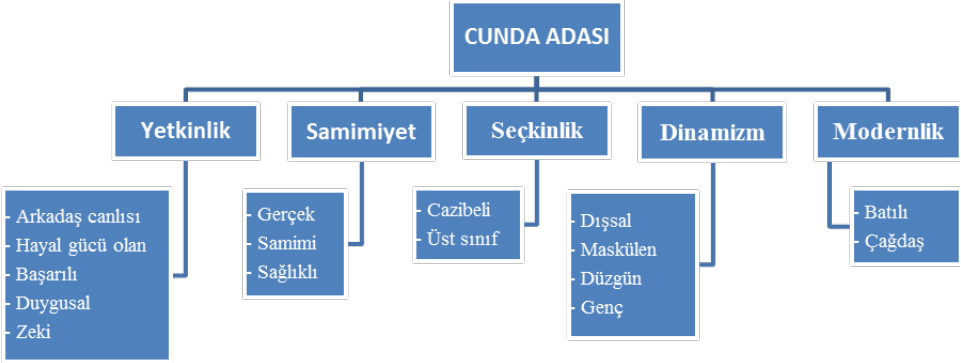 CUNDA ADASI
Yetkinlik
Samimiyet
Seçkinlik
Dinamizm
Modernlik
- Arkadaş canlısı
- Hayal gücü olan
- Başarılı
- Duygusal
- Zeki
- Gerçek
- Samimi
- Sağlıklı
- Cazibeli
- Üst sınıf
- Dışsal
- Maskülen
- Düzgün
- Genç
- Batılı
- Çağdaş